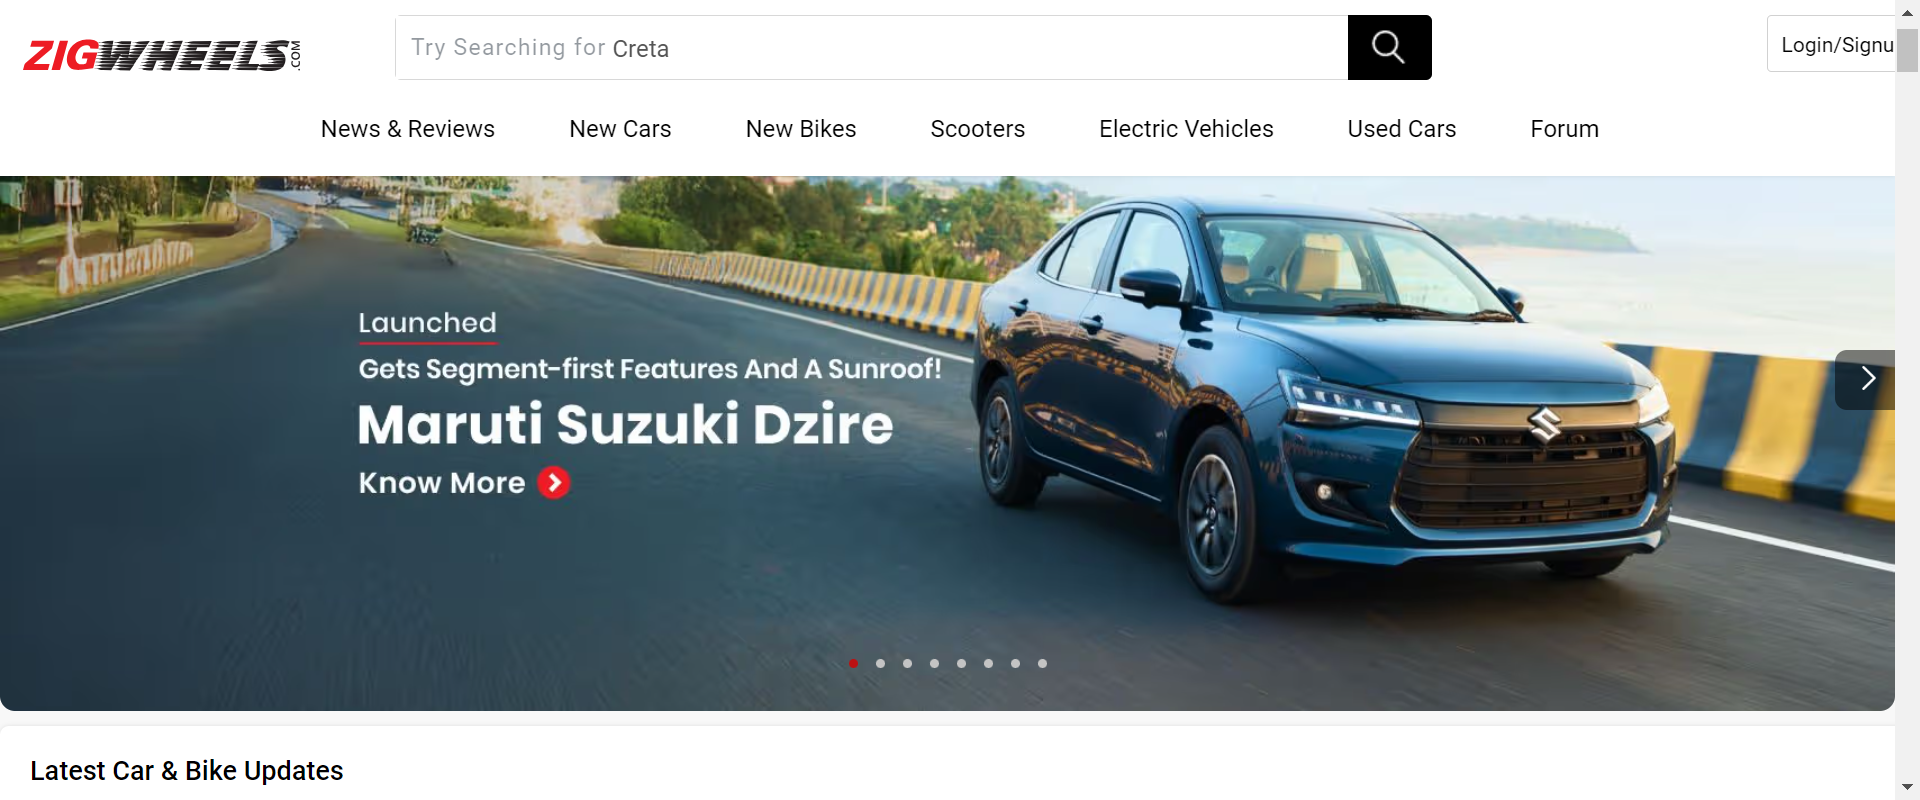 ZIGWHEELS.COM
Try Searching for Creta
Login/Signu
News & Reviews New Cars New Bikes Scooters Electric Vehicles Used Cars Forum
Launched
Gets Segment-first Features And A Sunroof!
Maruti Suzuki Dzire
Know More
Latest Car & Bike Updates